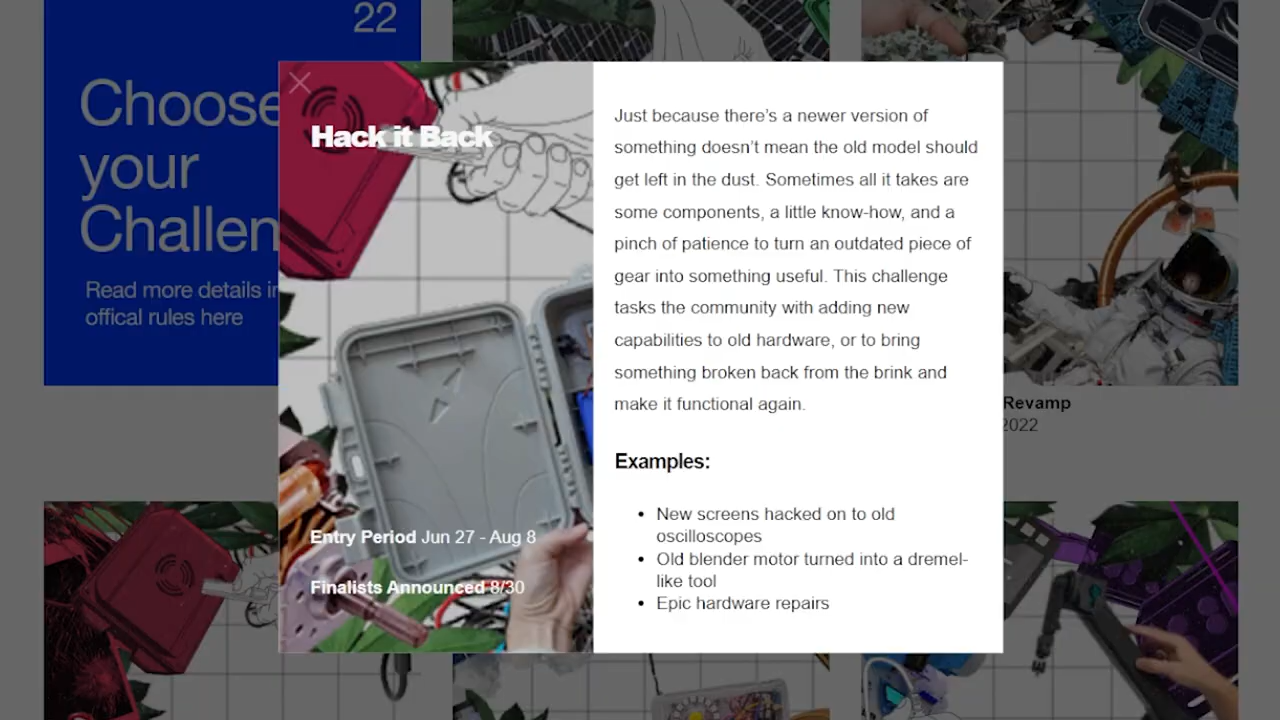 22
Choose
your
Challen
Read more details in
offical rules here
Hack it Back
Entry Period Jun 27 - Aug 8
Finalists Announced 8/30
Just because there’s a newer version of
something doesn’t mean the old model should
get left in the dust. Sometimes all it takes are
some components, a little know-how, and a
pinch of patience to turn an outdated piece of
gear into something useful. This challenge
tasks the community with adding new
capabilities to old hardware, or to bring
something broken back from the brink and
make it functional again.
Examples:
• New screens hacked on to old
oscilloscopes
• Old blender motor turned into a dremel-
like tool
• Epic hardware repairs
Revamp
2022